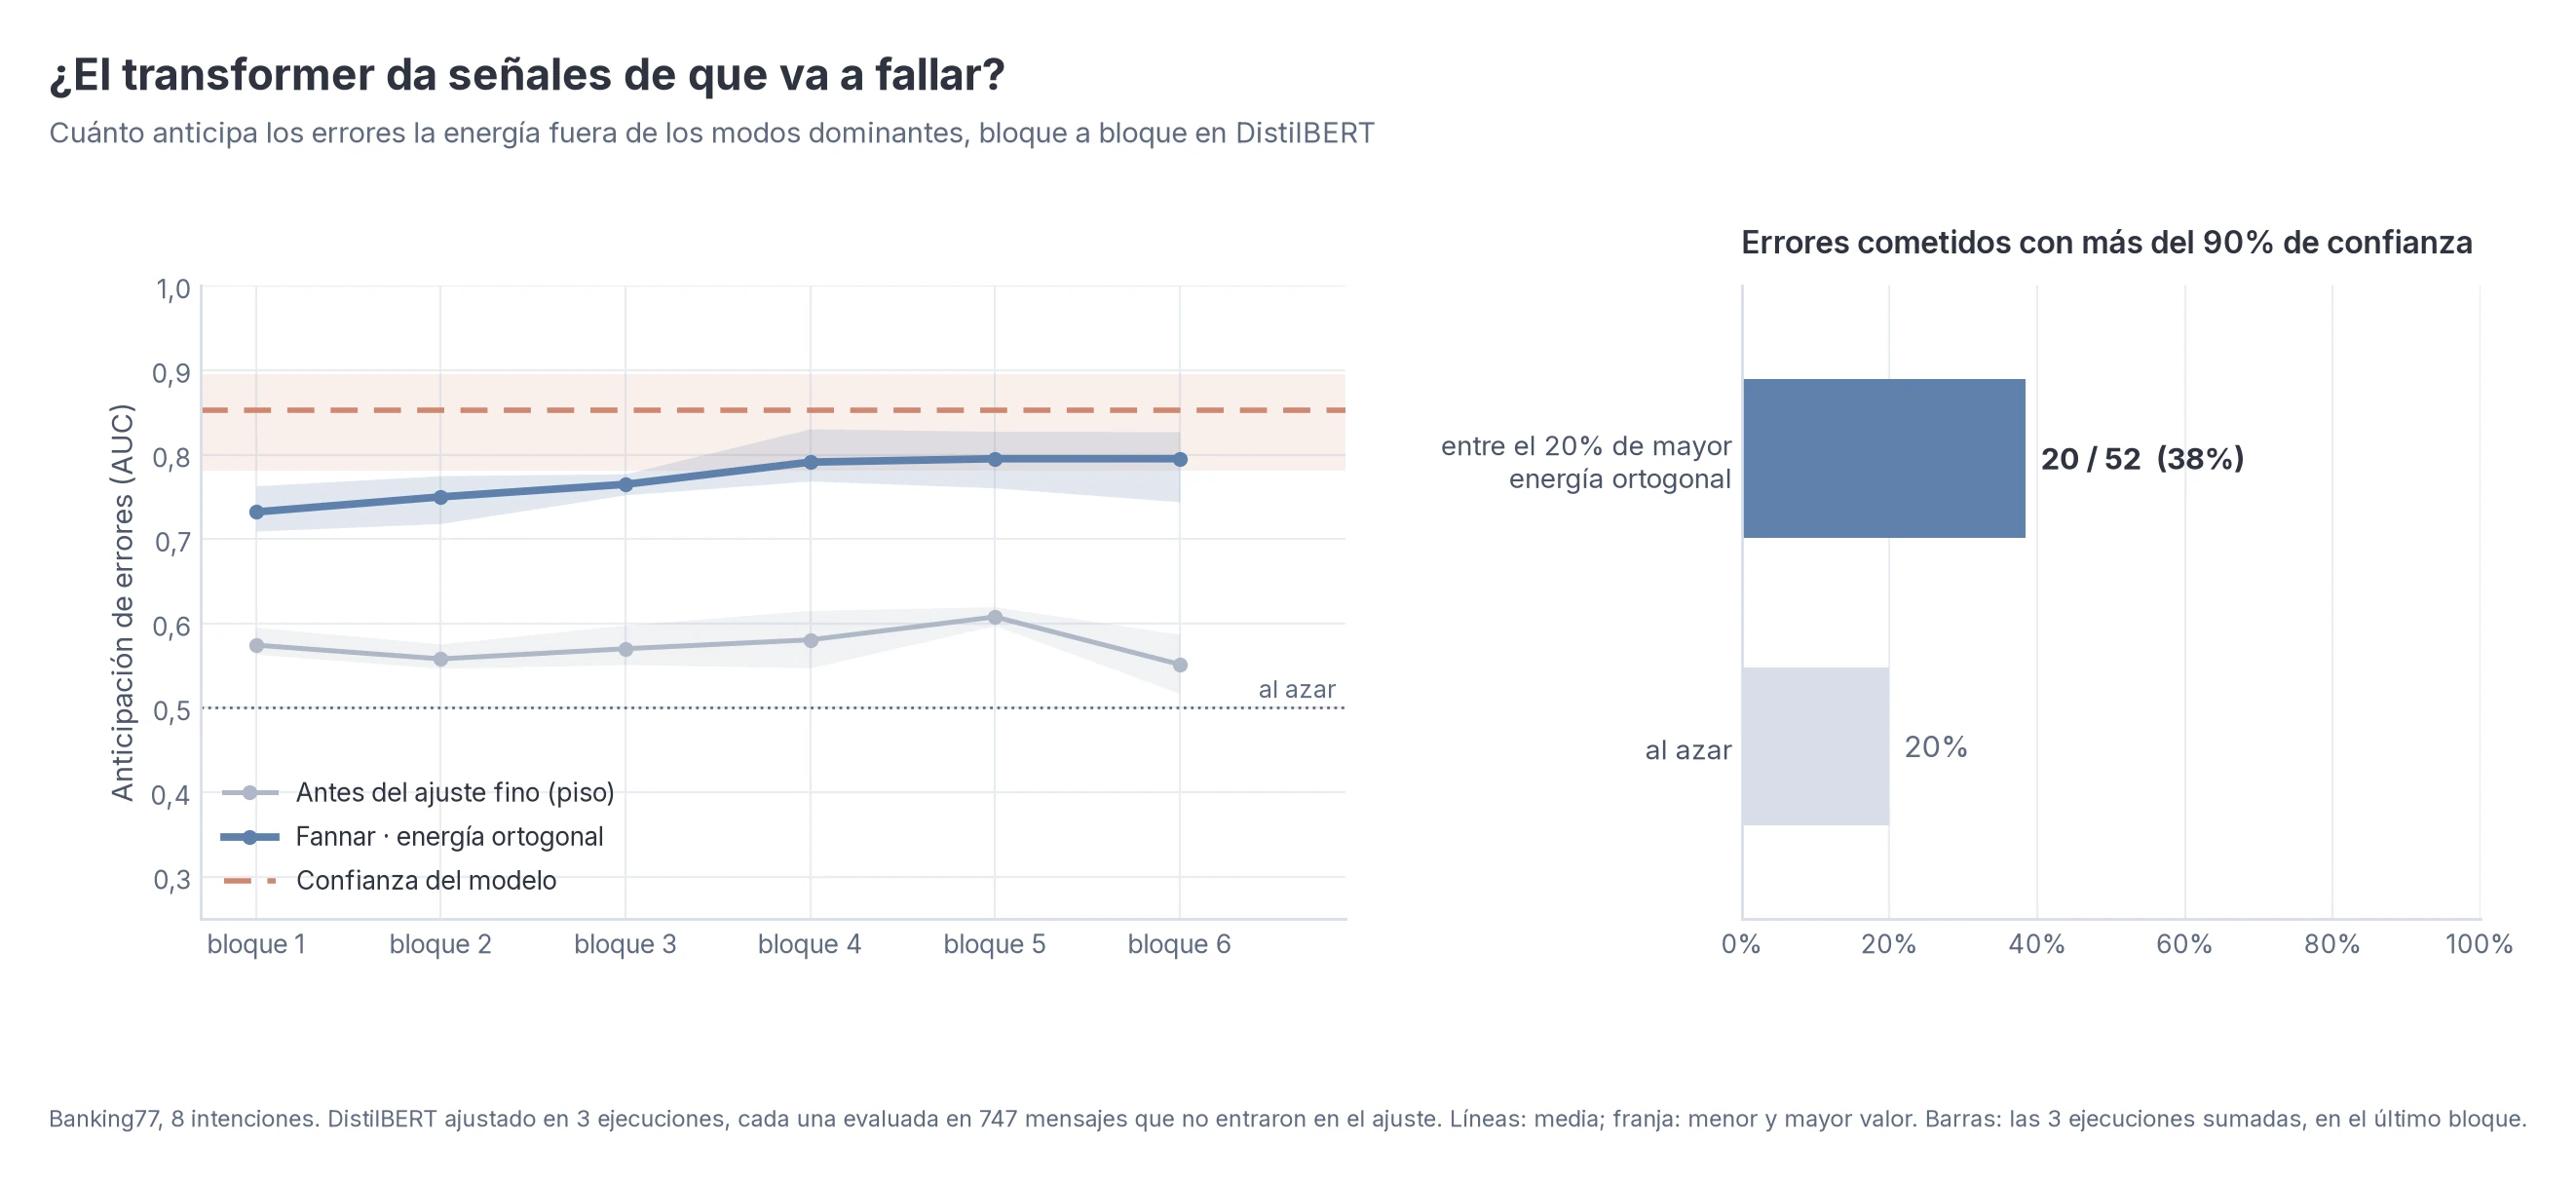 ¿El transformer da señales de que va a fallar?
Cuánto anticipa los errores la energía fuera de los modos dominantes, bloque a bloque en DistilBERT
Anticipación de errores (AUC)
1,0
0,9
0,8
0,7
0,6
0,5
0,4
0,3
al azar
Antes del ajuste fino (piso)
Fannar · energía ortogonal
Confianza del modelo
bloque 1
bloque 2
bloque 3
bloque 4
bloque 5
bloque 6
Errores cometidos con más del 90% de confianza
entre el 20% de mayor
energía ortogonal
20 / 52 (38%)
al azar
20%
0%
20%
40%
60%
80%
100%
Banking77, 8 intenciones. DistilBERT ajustado en 3 ejecuciones, cada una evaluada en 747 mensajes que no entraron en el ajuste. Líneas: media; franja: menor y mayor valor. Barras: las 3 ejecuciones sumadas, en el último bloque.